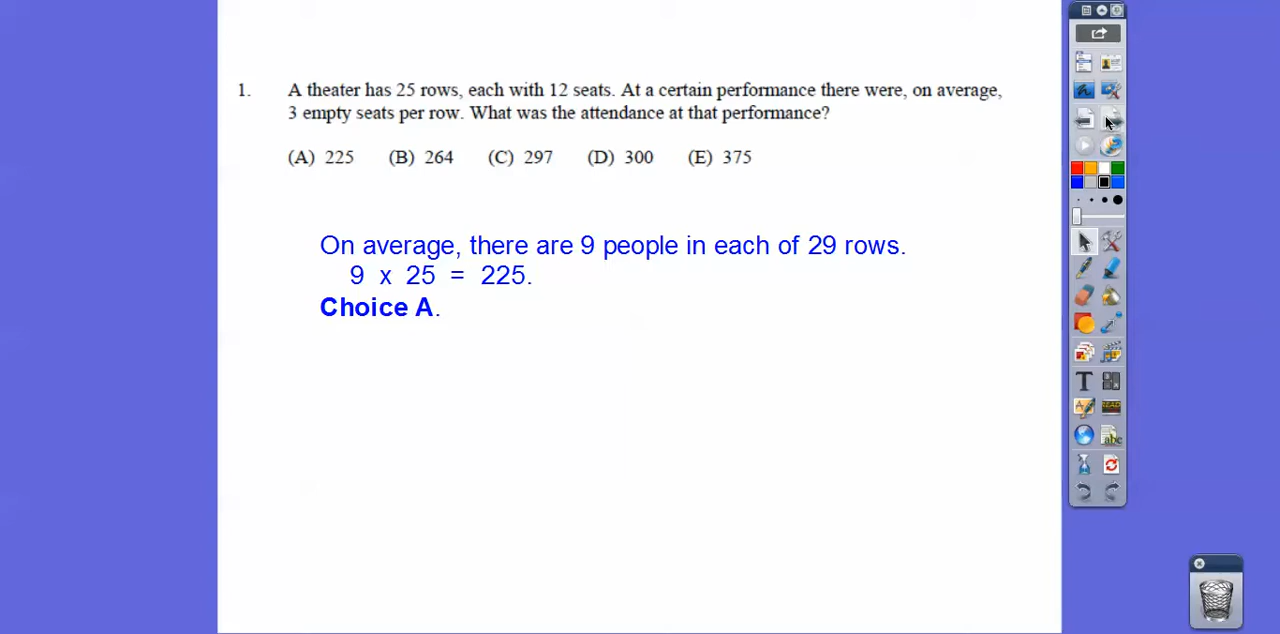 1. A theater has 25 rows, each with 12 seats. At a certain performance there were, on average,
3 empty seats per row. What was the attendance at that performance?
(A) 225 (B) 264 (C) 297 (D) 300 (E) 375
On average, there are 9 people in each of 29 rows.
9 x 25 = 225.
Choice A.
T
abc